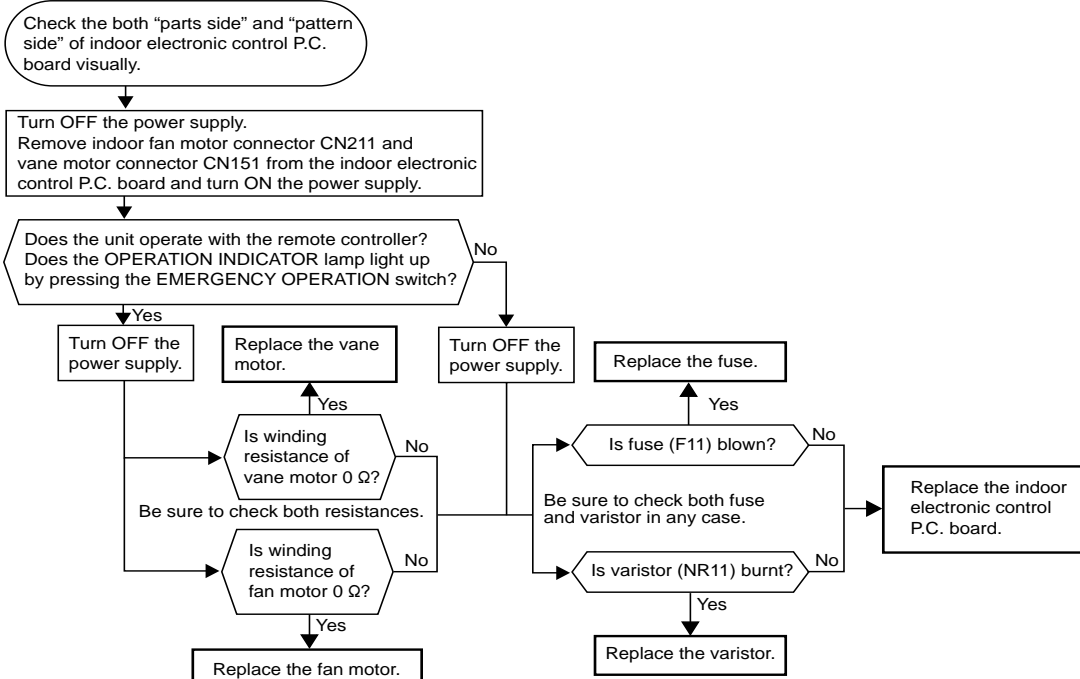 Check the both “parts side” and “pattern
side” of indoor electronic control P.C.
board visually.
Turn OFF the power supply.
Remove indoor fan motor connector CN211 and
vane motor connector CN151 from the indoor electronic
control P.C. board and turn ON the power supply.
Does the unit operate with the remote controller?
Does the OPERATION INDICATOR lamp light up
by pressing the EMERGENCY OPERATION switch?
No
Yes
Turn OFF the
power supply.
Replace the vane
motor.
Turn OFF the
power supply.
Replace the fuse.
Yes
Yes
Is winding
resistance of
vane motor 0 Ω?
No
Is fuse (F11) blown?
No
Be sure to check both resistances.
Be sure to check both fuse
and varistor in any case.
Replace the indoor
electronic control
P.C. board.
Is winding
resistance of
fan motor 0 Ω?
No
Is varistor (NR11) burnt?
No
Yes
Yes
Replace the fan motor.
Replace the varistor.